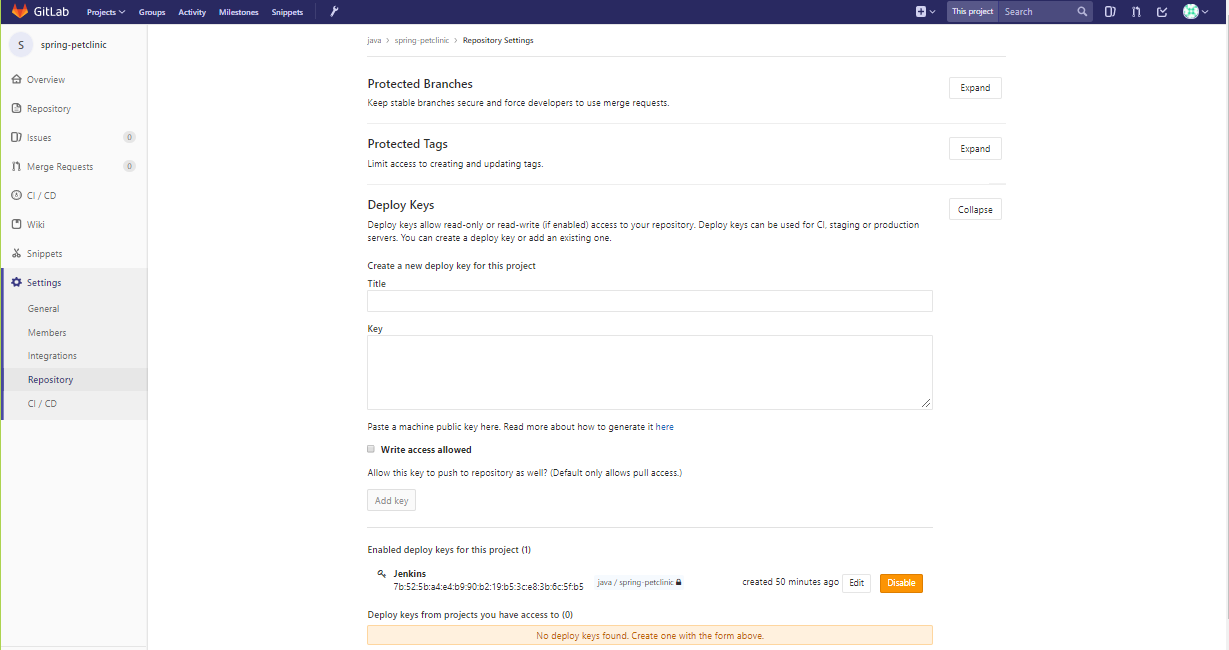 GitLab Projects Groups Activity Milestones Snippets This project Search
S spring-petclinic
Overview
Repository
Issues 0
Merge Requests 0
CI / CD
Wiki
Snippets
Settings
General
Members
Integrations
Repository
CI / CD
java > spring-petclinic > Repository Settings
Protected Branches
Expand
Keep stable branches secure and force developers to use merge requests.
Protected Tags
Expand
Limit access to creating and updating tags.
Deploy Keys
Collapse
Deploy keys allow read-only or read-write (if enabled) access to your repository. Deploy keys can be used for CI, staging or production
servers. You can create a deploy key or add an existing one.
Create a new deploy key for this project
Title
Key
Paste a machine public key here. Read more about how to generate it here
Write access allowed
Allow this key to push to repository as well? (Default only allows pull access.)
Add key
Enabled deploy keys for this project (1)
Jenkins
7b:52:5b:a4:e4:b9:90:b2:19:b5:3c:e8:3b:6c:5f:b5 java / spring-petclinic created 50 minutes ago Edit Disable
Deploy keys from projects you have access to (0)
No deploy keys found. Create one with the form above.